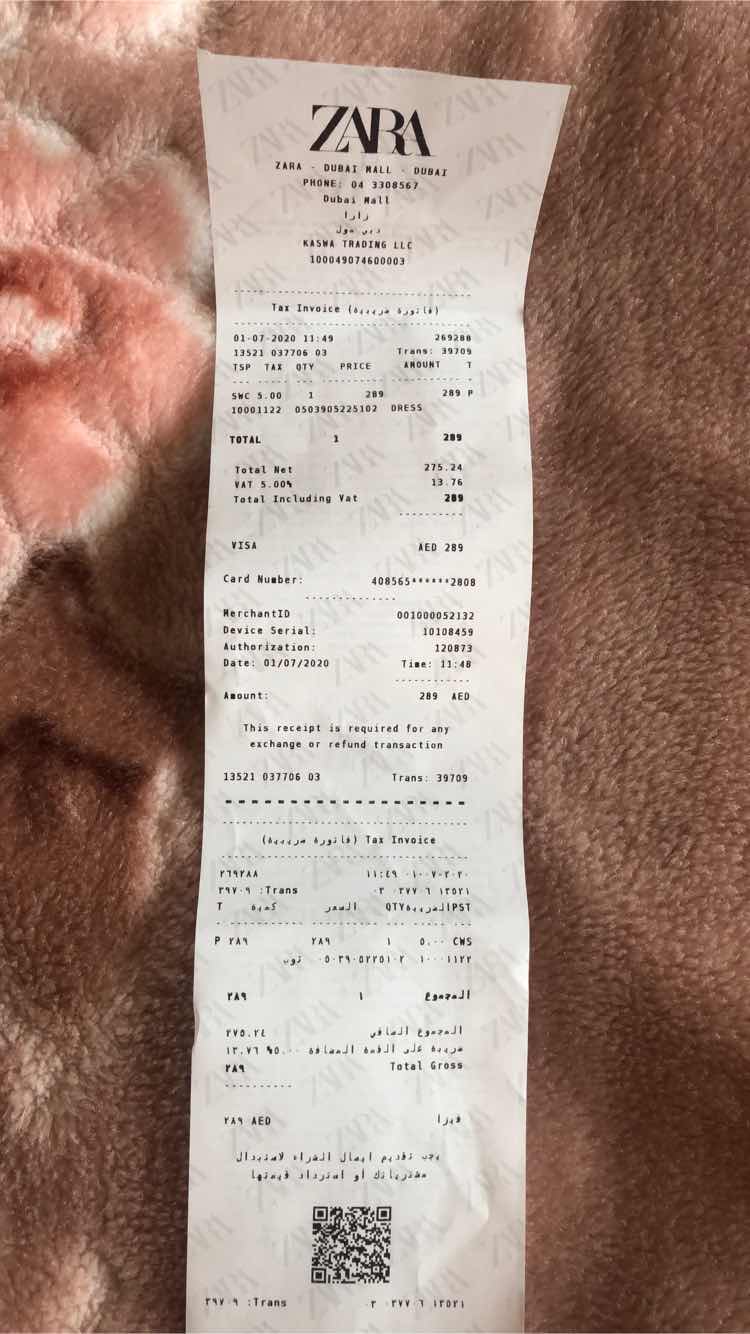 ZARA
ZARA - DUBAI MALL - DUBAI
PHONE: 04 3308567
Dubai Mall
زارا
دبي مول
KASWA TRADING LLC
100049074600003
Tax Invoice (فاتورة ضريبية)
01-07-2020 11:49 269288
13521 037706 03 Trans: 39709
TSP TAX QTY PRICE AMOUNT T
SWC 5.00 1 289 289 P
10001122 0503905225102 DRESS
TOTAL 1 289
Total Net 275.24
VAT 5.00% 13.76
Total Including Vat 289
VISA AED 289
Card Number: 408565******2808
MerchantID 001000052132
Device Serial: 10108459
Authorization: 120873
Date: 01/07/2020 Time: 11:48
Amount: 289 AED
This receipt is required for any
exchange or refund transaction
13521 037706 03 Trans: 39709
(فاتورة ضريبية) Tax Invoice
٢٦٩٢٨٨ ١١:٤٩ ٠١-٠٧-٢٠٢٠
٣٩٧٠٩ :Trans ٠٣ ٠٣٧٧٠٦ ١٣٥٢١
T كمية السعر QTYالضريبةPST
P ٢٨٩ ٢٨٩ ١ ٥.٠٠ CWS
ثوب ٠٥٠٣٩٠٥٢٢٥١٠٢ ١٠٠٠١١٢٢
٢٨٩ ١ المجموع
٢٧٥.٢٤ المجموع الصافي
١٣.٧٦ ضريبة على القمة المضافة ٥.٠٠%
٢٨٩ Total Gross
٢٨٩ AED فيزا
يجب تقديم ايصال الشراء لاستبدال
مشترياتك أو استرداد قيمتها
٣٩٧٠٩ :Trans ٠٣ ٠٣٧٧٠٦ ١٣٥٢١